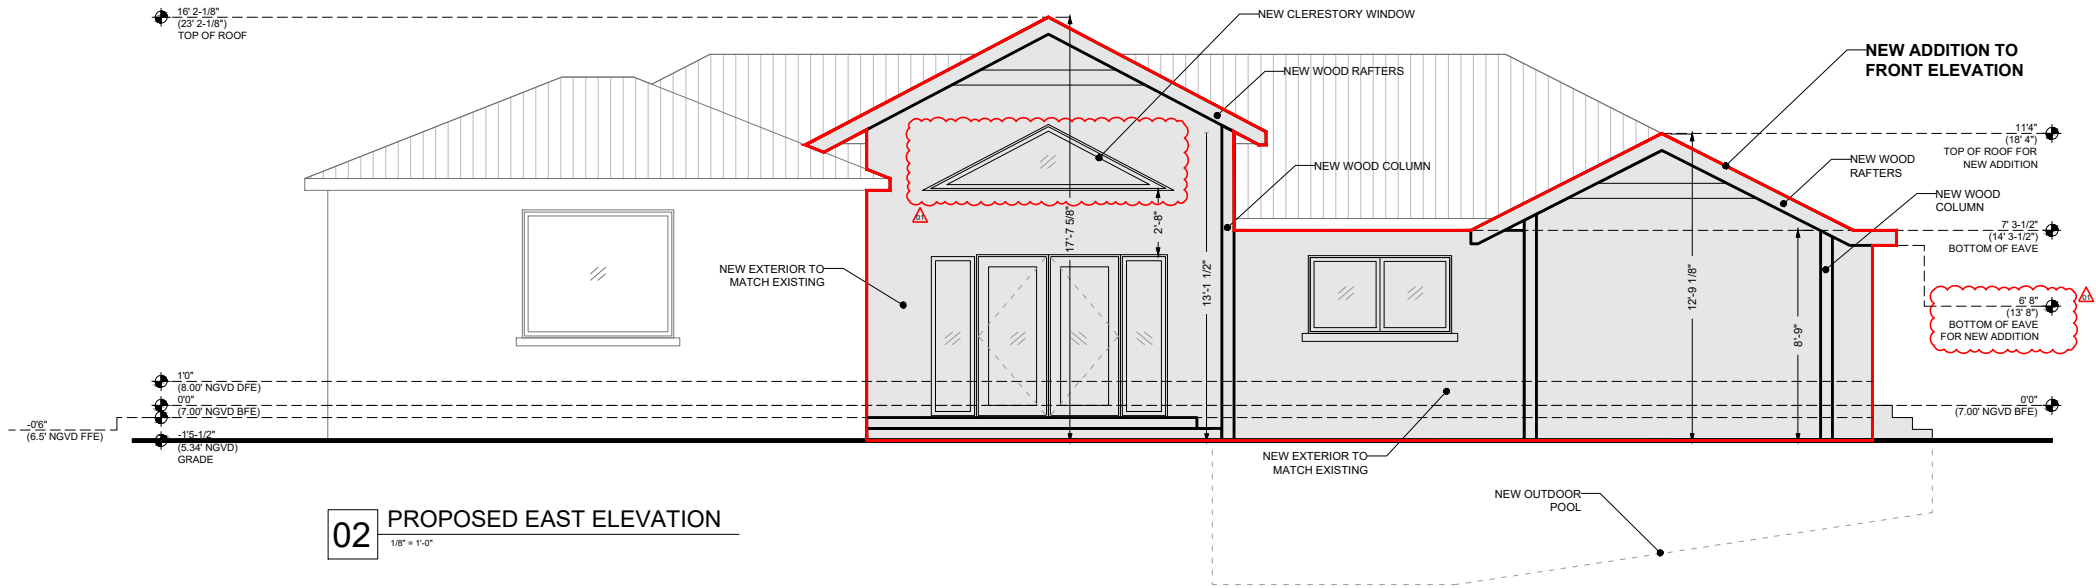 16' 2-1/8"
(23' 2-1/8")
TOP OF ROOF
NEW CLERESTORY WINDOW
NEW WOOD RAFTERS
NEW ADDITION TO
FRONT ELEVATION
11'4"
(18' 4")
TOP OF ROOF FOR
NEW ADDITION
NEW WOOD
RAFTERS
NEW WOOD COLUMN
NEW WOOD
COLUMN
01
17'-7 5/8"
2'-8"
13'-1 1/2"
12'-9 1/8"
8'-9"
7' 3-1/2"
(14' 3-1/2")
BOTTOM OF EAVE
NEW EXTERIOR TO
MATCH EXISTING
01
6' 8"
(13' 8")
BOTTOM OF EAVE
FOR NEW ADDITION
1'0"
(8.00' NGVD DFE)
0'0"
(7.00' NGVD BFE)
0'0"
(7.00' NGVD BFE)
-0'6"
(6.5' NGVD FFE)
-1'5-1/2"
(5.34' NGVD)
GRADE
NEW EXTERIOR TO
MATCH EXISTING
NEW OUTDOOR
POOL
02
PROPOSED EAST ELEVATION
1/8" = 1'-0"